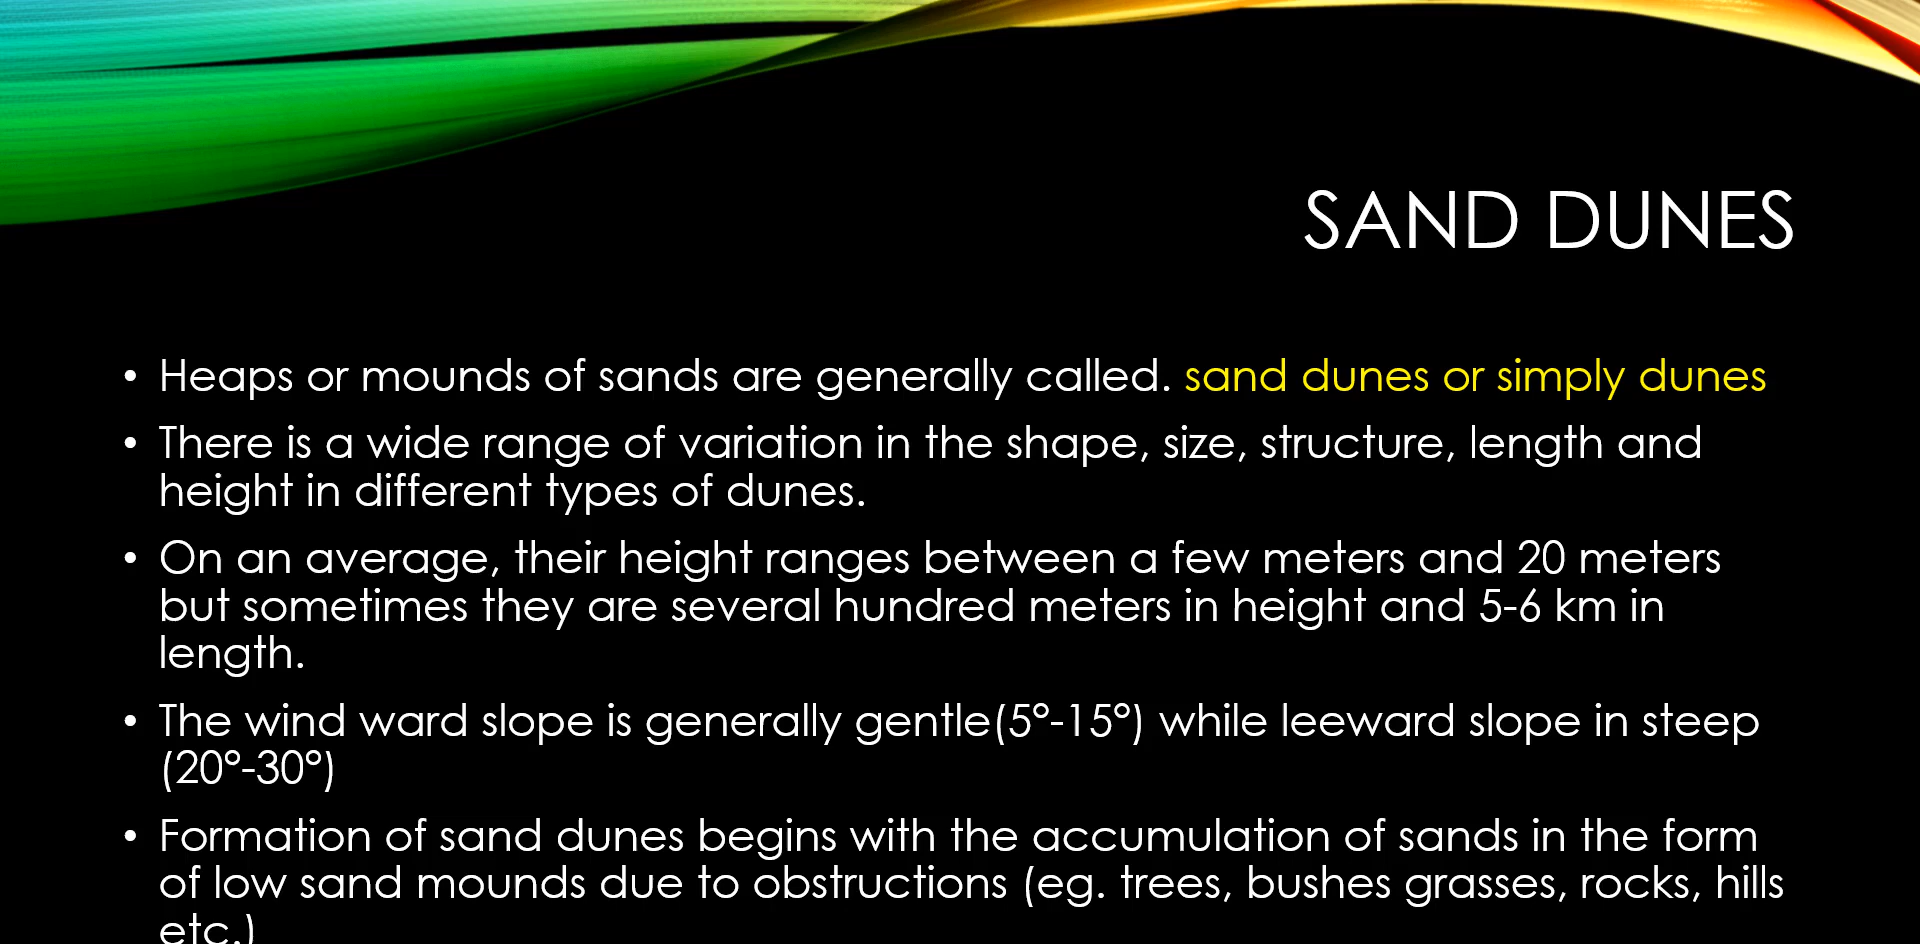 SAND DUNES
• Heaps or mounds of sands are generally called. sand dunes or simply dunes
• There is a wide range of variation in the shape, size, structure, length and
height in different types of dunes.
• On an average, their height ranges between a few meters and 20 meters
but sometimes they are several hundred meters in height and 5-6 km in
length.
• The wind ward slope is generally gentle(5°-15°) while leeward slope in steep
(20°-30°)
• Formation of sand dunes begins with the accumulation of sands in the form
of low sand mounds due to obstructions (eg. trees, bushes grasses, rocks, hills
etc.)